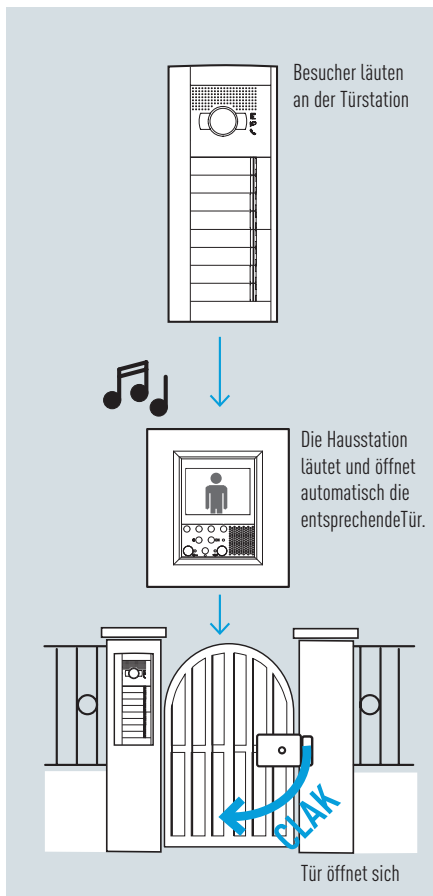 Besucher läuten
an der Türstation
Die Hausstation
läutet und öffnet
automatisch die
entsprechendeTür.
CLAK
Tür öffnet sich